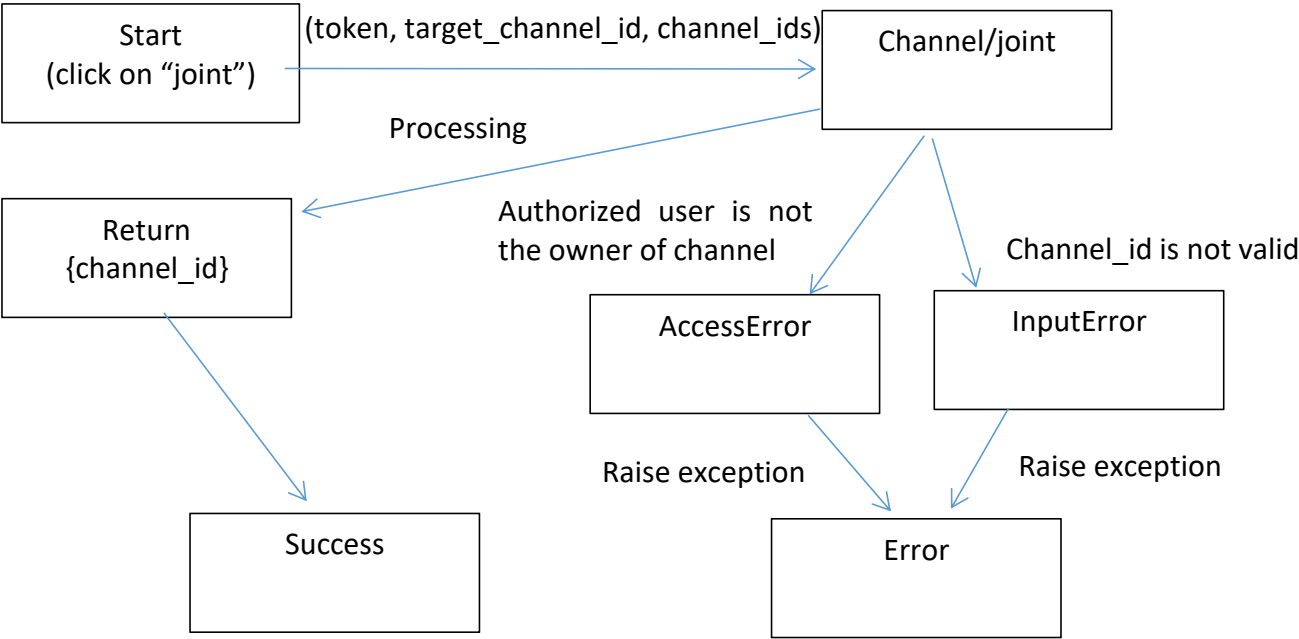 Start
(click on “joint”)
(token, target_channel_id, channel_ids)
Channel/joint
Processing
Return
{channel_id}
Authorized user is not
the owner of channel
Channel_id is not valid
AccessError
InputError
Raise exception
Raise exception
Success
Error